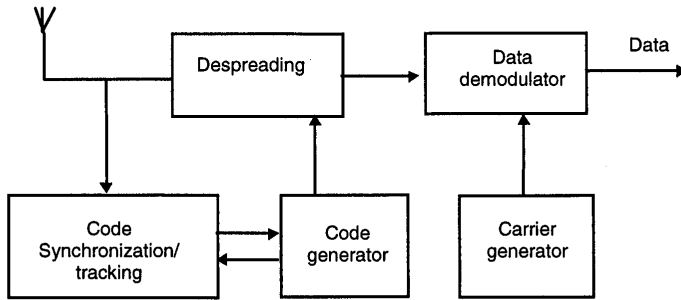 Despreading
Data
demodulator
Data
Code
Synchronization/
tracking
Code
generator
Carrier
generator